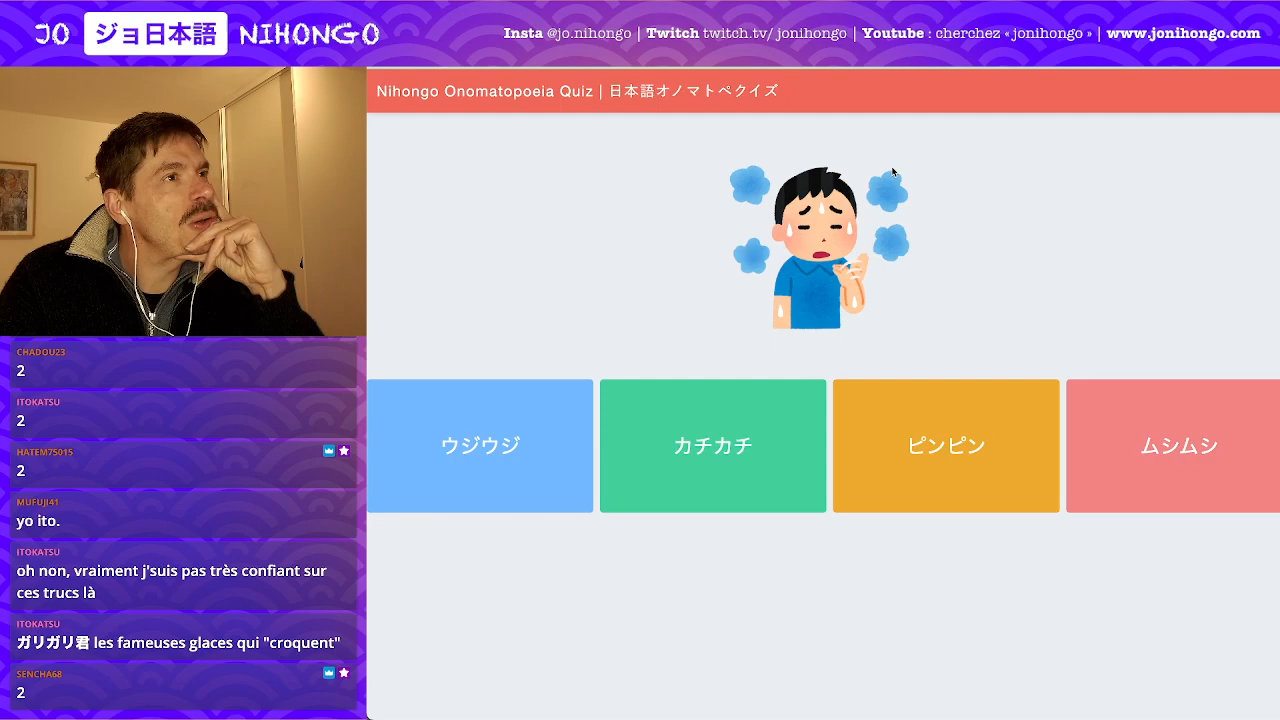 JO ジョ日本語 NIHONGO
Insta @jo.nihongo | Twitch twitch.tv/jonihongo | Youtube : cherchez « jonihongo » | www.jonihongo.com
Nihongo Onomatopoeia Quiz | 日本語オノマトペクイズ
ウジウジ
カチカチ
ピンピン
ムシムシ
CHADOU23
2
ITOKATSU
2
HATEM75015
2
MUFUJI41
yo ito.
ITOKATSU
oh non, vraiment j'suis pas très confiant sur
ces trucs là
ITOKATSU
ガリガリ君 les fameuses glaces qui "croquent"
SENCHA68
2